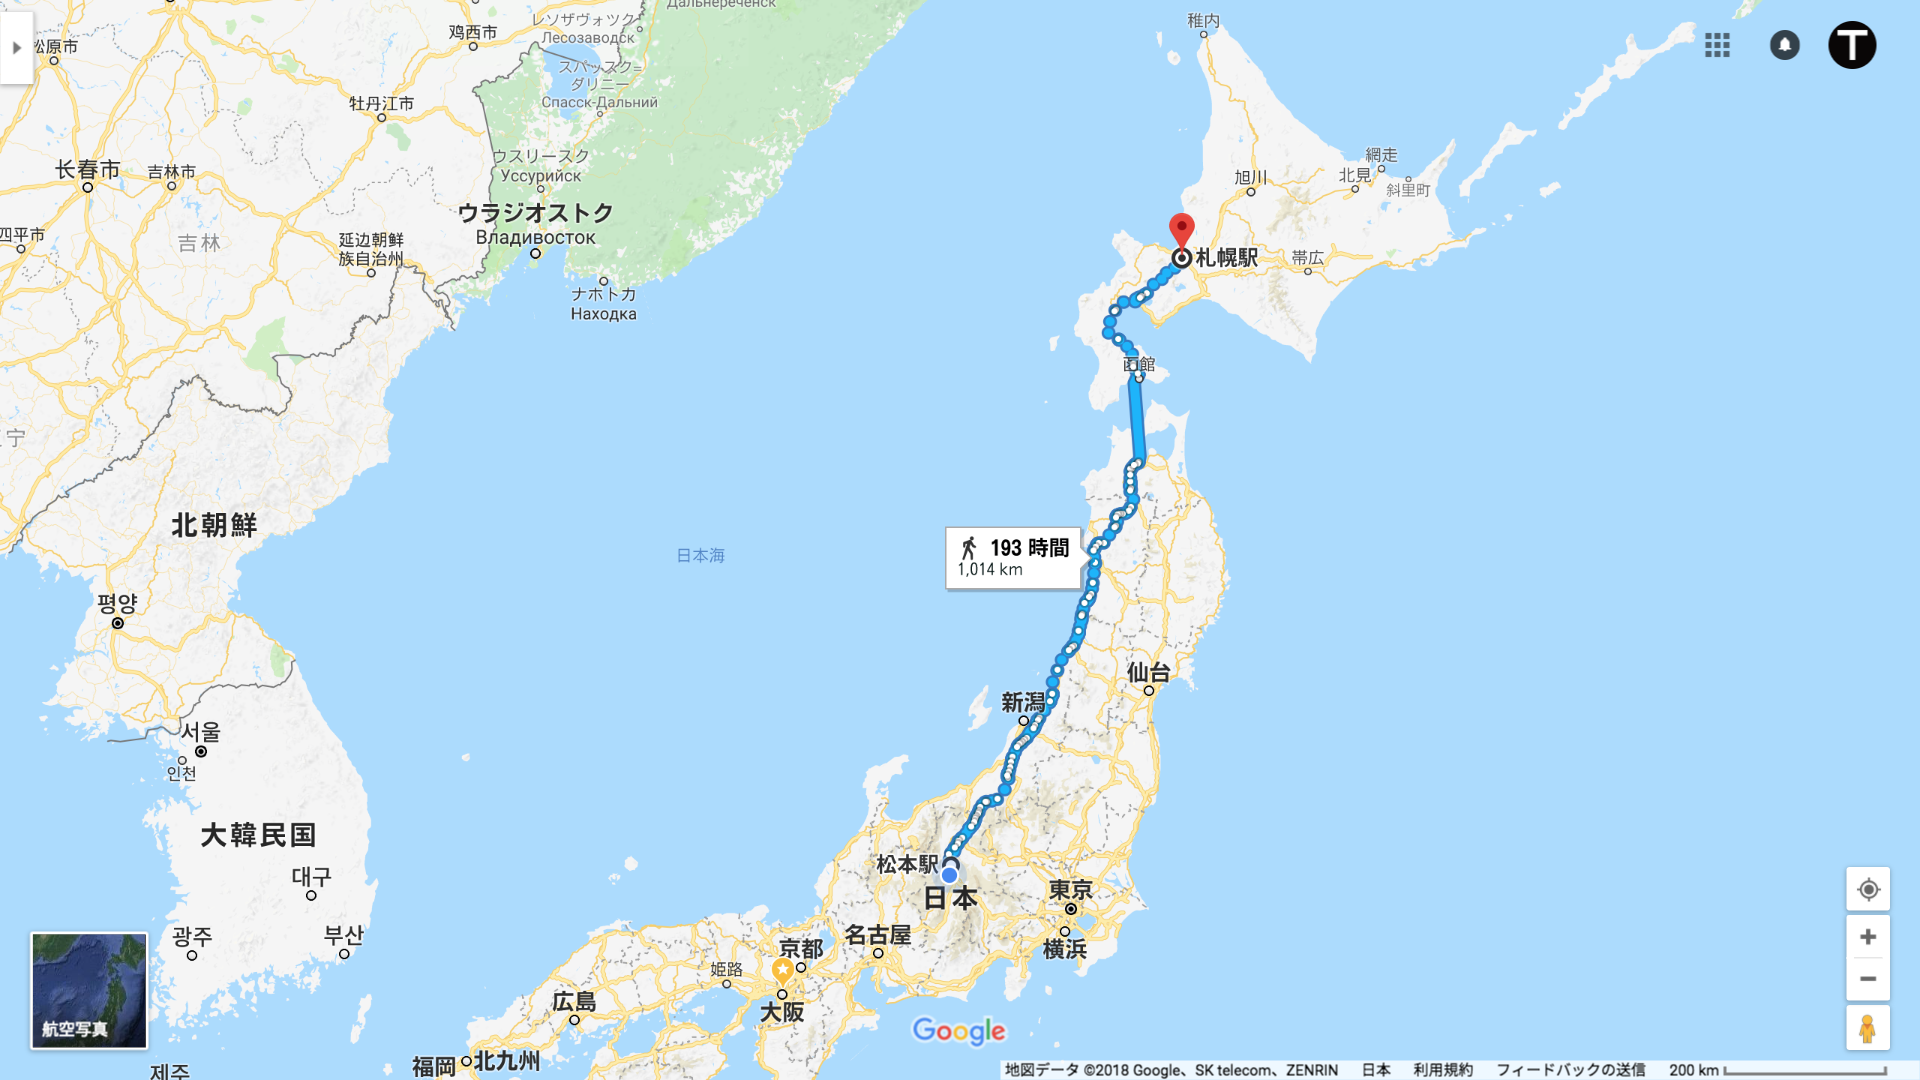 Дальнереченск
稚内
レソザヴォツク
Лесозаводск
鸡西市
松原市
スパッスク=
ダリニー
Спасск-Дальний
牡丹江市
长春市
吉林市
ウスリースク
Уссурийск
網走
北見
斜里町
旭川
ウラジオストク
Владивосток
四平市
吉林
延边朝鲜
族自治州
札幌駅
帯広
ナホトカ
Находка
函館
宁
北朝鮮
日本海
193 時間
1,014 km
평양
仙台
新潟
서울
인천
大韓民国
대구
松本駅
日本
東京
광주
부산
名古屋
京都
横浜
姫路
広島
大阪
航空写真
Google
福岡
北九州
제주
T
地図データ ©2018 Google、SK telecom、ZENRIN 日本 利用規約 フィードバックの送信 200 km